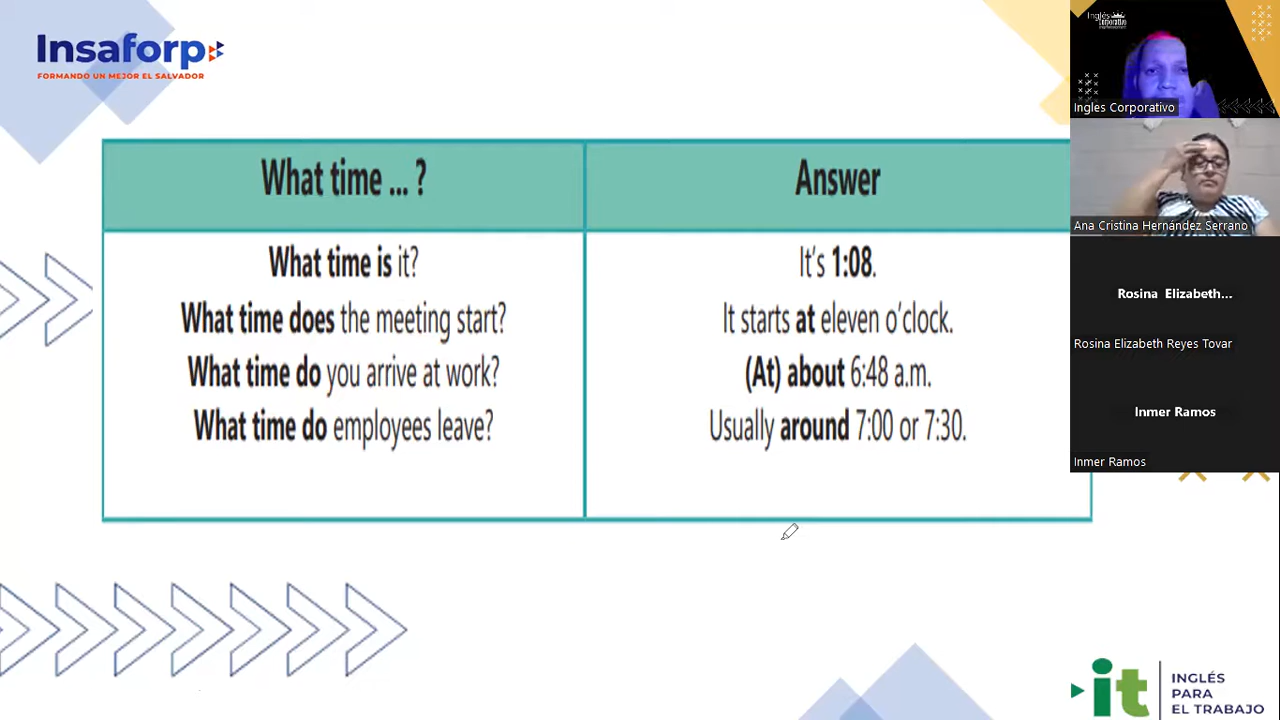 Insaforp
FORMANDO UN MEJOR EL SALVADOR
What time ... ?
Answer
What time is it?
It's 1:08.
What time does the meeting start?
It starts at eleven o'clock.
What time do you arrive at work?
(At) about 6:48 a.m.
What time do employees leave?
Usually around 7:00 or 7:30.
Inglés
Corporativo
Ingles Corporativo
Ana Cristina Hernández Serrano
Rosina Elizabeth...
Rosina Elizabeth Reyes Tovar
Inmer Ramos
Inmer Ramos
it
INGLÉS
PARA
EL TRABAJO